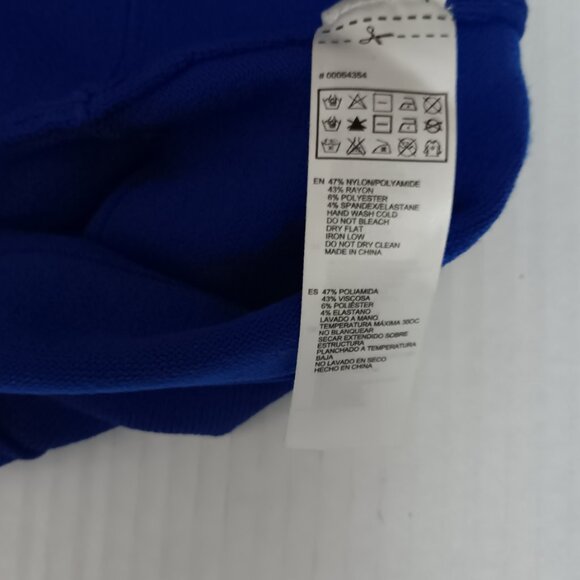 # 00054354
EN 47% NYLON/POLYAMIDE
43% RAYON
6% POLYESTER
4% SPANDEX/ELASTANE
HAND WASH COLD
DO NOT BLEACH
DRY FLAT
IRON LOW
DO NOT DRY CLEAN
MADE IN CHINA
ES 47% POLIAMIDA
43% VISCOSA
6% POLIÉSTER
4% ELASTANO
LAVADO A MANO
TEMPERATURA MÁXIMA 30OC
NO BLANQUEAR
SECAR EXTENDIDO SOBRE
ESTRUCTURA
PLANCHADO A TEMPERATURA
BAJA
NO LAVADO EN SECO
HECHO EN CHINA